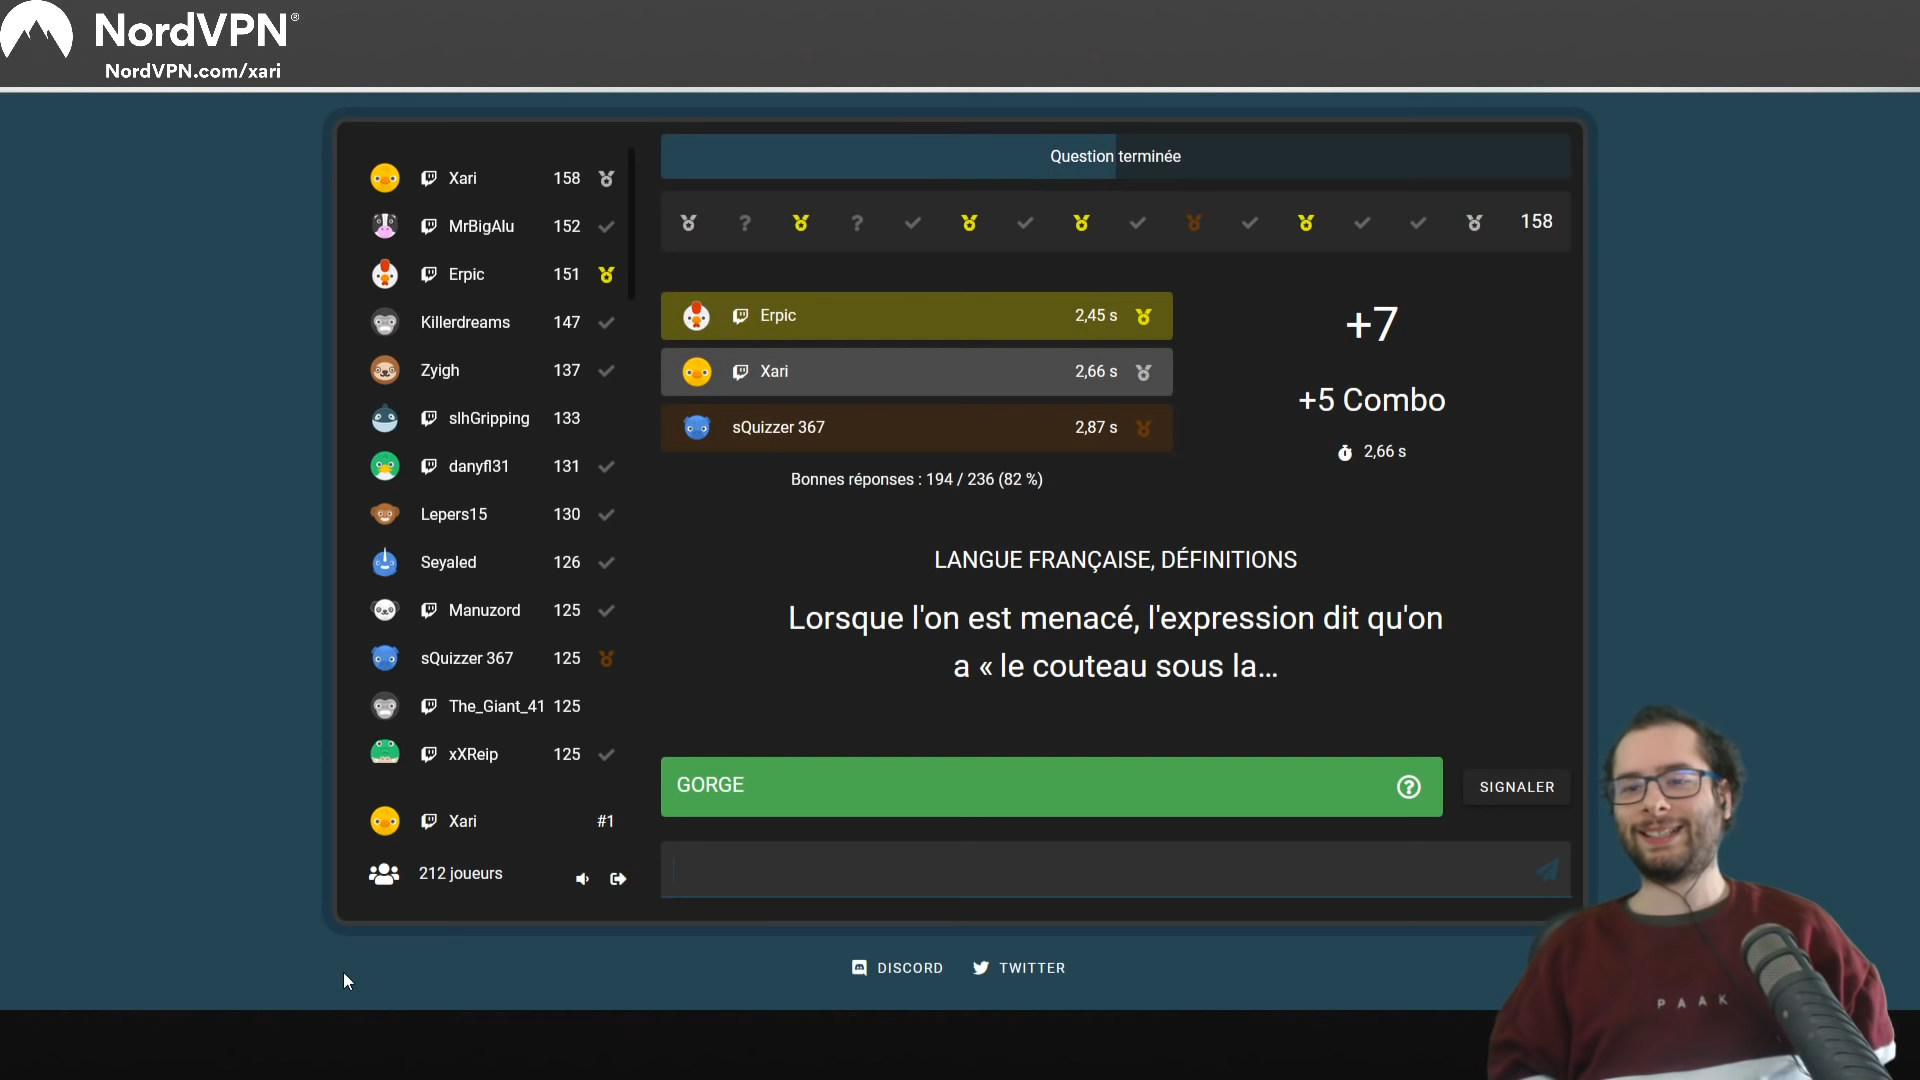 NordVPN®
NordVPN.com/xari
Xari 158
MrBigAlu 152
Erpic 151
Killerdreams 147
Zyigh 137
slhGripping 133
danyfl31 131
Lepers15 130
Seyaled 126
Manuzord 125
sQuizzer 367 125
The_Giant_41 125
xXReip 125
Xari #1
212 joueurs
Question terminée
? ? 158
Erpic 2,45 s
Xari 2,66 s
sQuizzer 367 2,87 s
Bonnes réponses : 194 / 236 (82 %)
+7
+5 Combo
2,66 s
LANGUE FRANÇAISE, DÉFINITIONS
Lorsque l'on est menacé, l'expression dit qu'on
a « le couteau sous la...
GORGE ?
SIGNALER
DISCORD TWITTER
PAAK